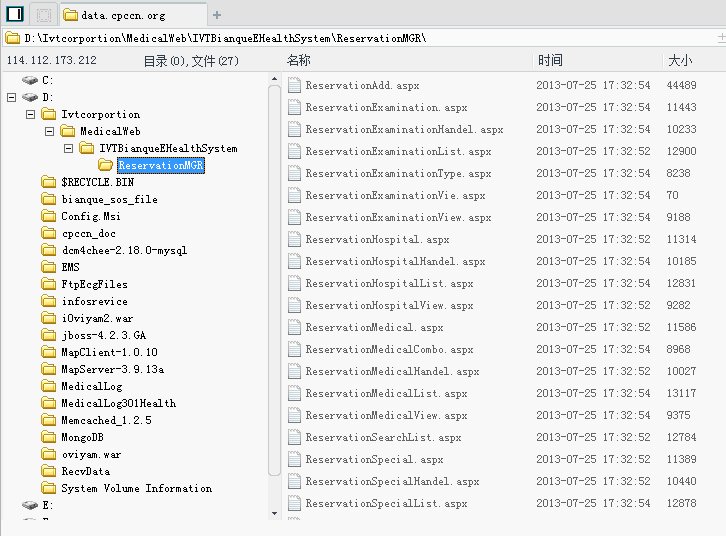 data.cpccn.org
D:\Ivtcorportion\MedicalWeb\IVTBianqueEHealthSystem\ReservationMGR\
114.112.173.212 目录(0),文件(27) 名称 时间 大小
C:
D:
Ivtcorportion
MedicalWeb
IVTBianqueEHealthSystem
ReservationMGR
$RECYCLE.BIN
bianque_sos_file
Config.Msi
cpccn_doc
dcm4chee-2.18.0-mysql
EMS
FtpEcgFiles
infosrevice
iOviyam2.war
jboss-4.2.3.GA
MapClient-1.0.10
MapServer-3.9.13a
MedicalLog
MedicalLog301Health
Memcached_1.2.5
MongoDB
oviyam.war
RecvData
System Volume Information
E:
ReservationAdd.aspx 2013-07-25 17:32:54 44489
ReservationExamination.aspx 2013-07-25 17:32:54 11443
ReservationExaminationHandel.aspx 2013-07-25 17:32:54 10233
ReservationExaminationList.aspx 2013-07-25 17:32:52 12900
ReservationExaminationType.aspx 2013-07-25 17:32:54 8238
ReservationExaminationVie.aspx 2013-07-25 17:32:54 70
ReservationExaminationView.aspx 2013-07-25 17:32:54 9188
ReservationHospital.aspx 2013-07-25 17:32:52 11314
ReservationHospitalHandel.aspx 2013-07-25 17:32:54 10185
ReservationHospitalList.aspx 2013-07-25 17:32:54 12831
ReservationHospitalView.aspx 2013-07-25 17:32:52 9282
ReservationMedical.aspx 2013-07-25 17:32:52 11586
ReservationMedicalCombo.aspx 2013-07-25 17:32:54 8968
ReservationMedicalHandel.aspx 2013-07-25 17:32:52 10027
ReservationMedicalList.aspx 2013-07-25 17:32:54 13117
ReservationMedicalView.aspx 2013-07-25 17:32:54 9375
ReservationSearchList.aspx 2013-07-25 17:32:52 12784
ReservationSpecial.aspx 2013-07-25 17:32:52 11389
ReservationSpecialHandel.aspx 2013-07-25 17:32:52 10440
ReservationSpecialList.aspx 2013-07-25 17:32:54 12878